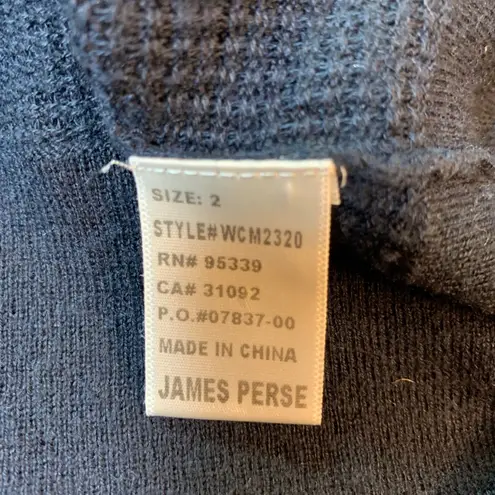 SIZE: 2
STYLE# WCM2320
RN# 95339
CA# 31092
P.O.#07837-00
MADE IN CHINA
JAMES PERSE